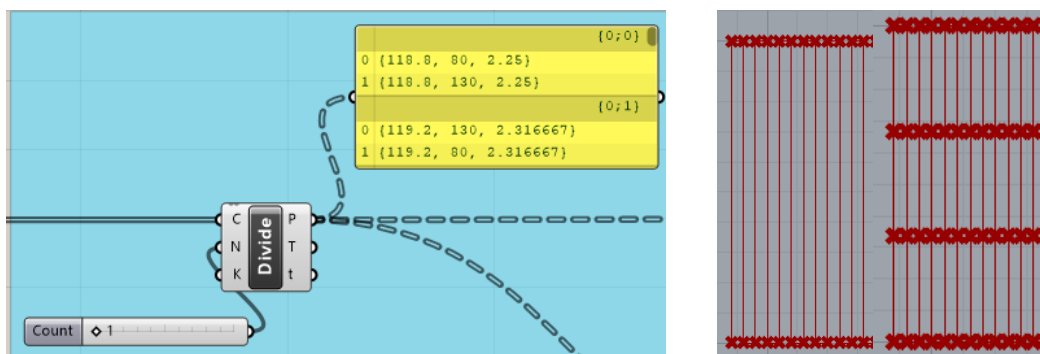 {0;0}
0 {118.8, 80, 2.25}
1 {118.8, 130, 2.25}
{0;1}
0 {119.2, 130, 2.316667}
1 {119.2, 80, 2.316667}
C Divide P
N T
K t
Count 1